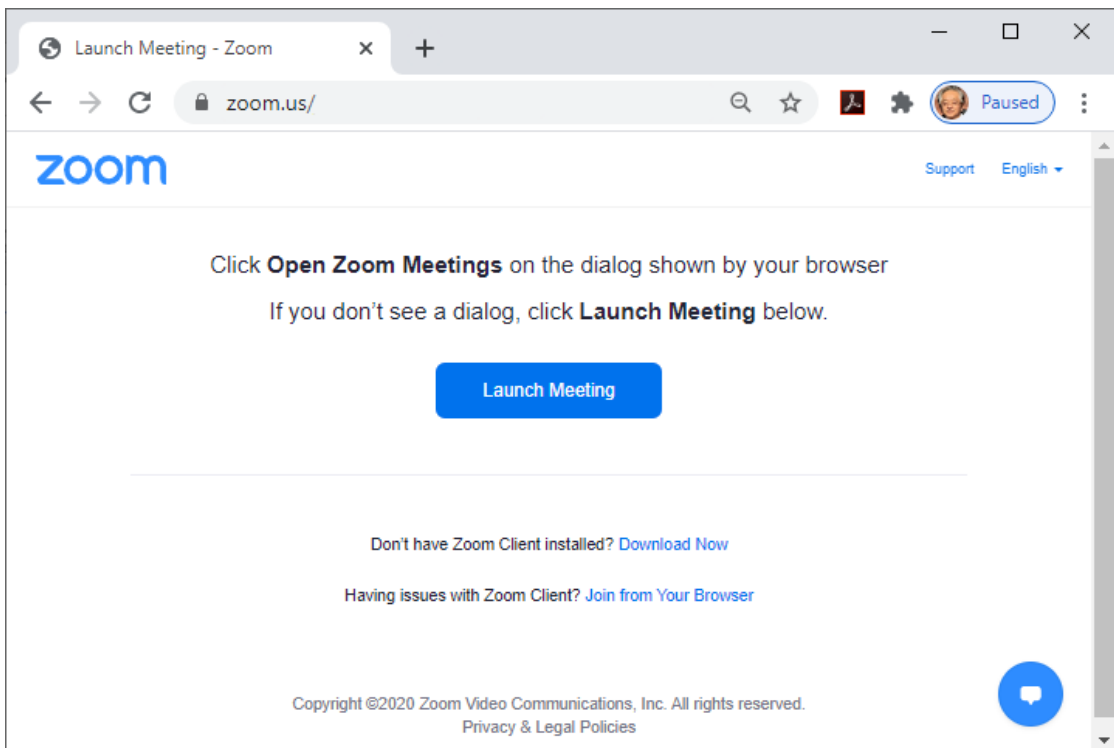 Launch Meeting - Zoom
zoom.us/
Paused
zoom
Support English
Click Open Zoom Meetings on the dialog shown by your browser
If you don’t see a dialog, click Launch Meeting below.
Launch Meeting
Don’t have Zoom Client installed? Download Now
Having issues with Zoom Client? Join from Your Browser
Copyright ©2020 Zoom Video Communications, Inc. All rights reserved.
Privacy & Legal Policies